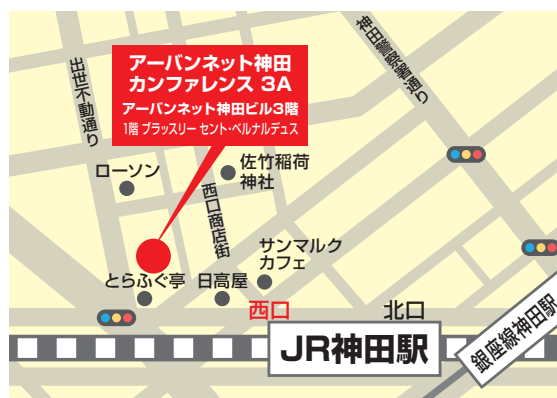 アーバンネット神田
カンファレンス 3A
アーバンネット神田ビル3階
1階 ブラッスリー セント・ベルナルデュス
出世不動通り
神田警察署通り
ローソン
佐竹稲荷
神社
西口商店街
サンマルク
カフェ
とらふぐ亭
日高屋
西口
北口
JR神田駅
銀座線神田駅